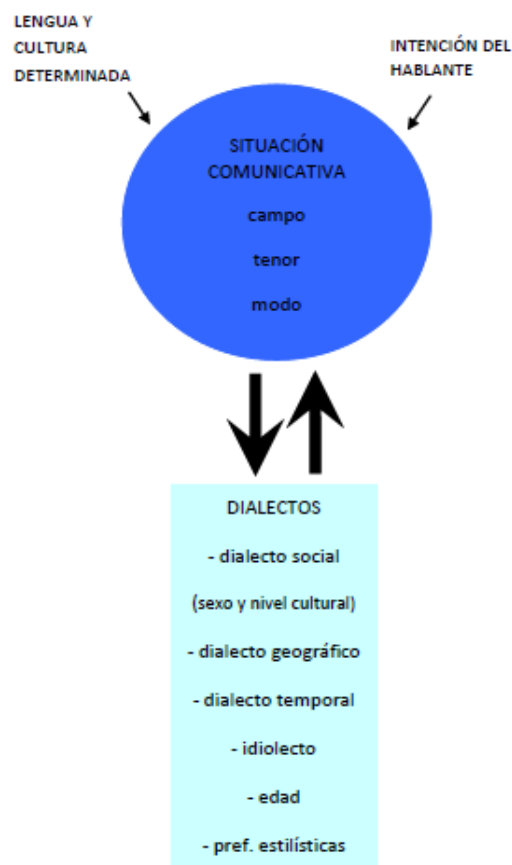 LENGUA Y
CULTURA
DETERMINADA
INTENCIÓN DEL
HABLANTE
SITUACIÓN
COMUNICATIVA
campo
tenor
modo
DIALECTOS
- dialecto social
(sexo y nivel cultural)
- dialecto geográfico
- dialecto temporal
- idiolecto
- edad
- pref. estilísticas